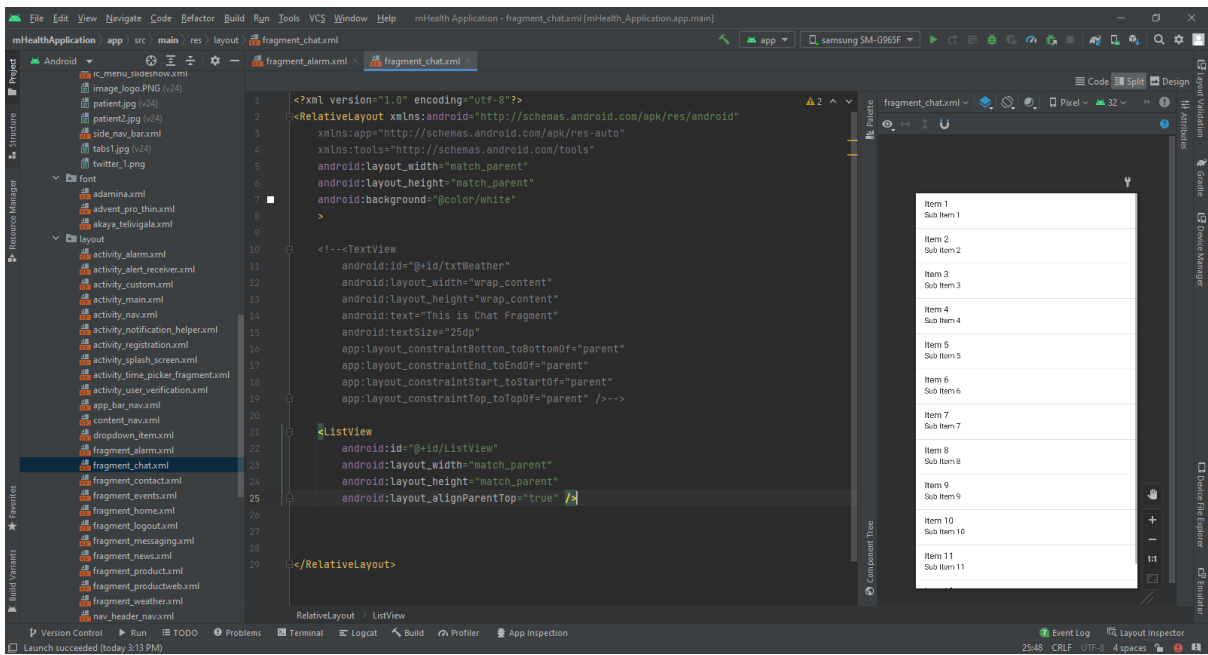 File Edit View Navigate Code Refactor Build Run Tools VCS Window Help mHealth Application - fragment_chat.xml [mHealth_Application.app.main]
mHealthApplication app src main res layout fragment_chat.xml
app samsung SM-G965F
Android
fragment_alarm.xml fragment_chat.xml
Code Split Design
Project
Structure
Resource Manager
Favorites
Build Variants
ic_menu_slideshow.xml
image_logo.PNG (v24)
patient.jpg (v24)
patient2.jpg (v24)
side_nav_bar.xml
tabs1.jpg (v24)
twitter_1.png
font
adamina.xml
advent_pro_thin.xml
akaya_telivigala.xml
layout
activity_alarm.xml
activity_alert_receiver.xml
activity_custom.xml
activity_main.xml
activity_nav.xml
activity_notification_helper.xml
activity_registration.xml
activity_splash_screen.xml
activity_time_picker_fragment.xml
activity_user_verification.xml
app_bar_nav.xml
content_nav.xml
dropdown_item.xml
fragment_alarm.xml
fragment_chat.xml
fragment_contact.xml
fragment_events.xml
fragment_home.xml
fragment_logout.xml
fragment_messaging.xml
fragment_news.xml
fragment_product.xml
fragment_productweb.xml
fragment_weather.xml
nav_header_nav.xml
1 <?xml version="1.0" encoding="utf-8"?>
2 <RelativeLayout xmlns:android="http://schemas.android.com/apk/res/android"
3 xmlns:app="http://schemas.android.com/apk/res-auto"
4 xmlns:tools="http://schemas.android.com/tools"
5 android:layout_width="match_parent"
6 android:layout_height="match_parent"
7 android:background="@color/white"
8 >
9
10 <!--<TextView
11 android:id="@+id/txtWeather"
12 android:layout_width="wrap_content"
13 android:layout_height="wrap_content"
14 android:text="This is Chat Fragment"
15 android:textSize="25dp"
16 app:layout_constraintBottom_toBottomOf="parent"
17 app:layout_constraintEnd_toEndOf="parent"
18 app:layout_constraintStart_toStartOf="parent"
19 app:layout_constraintTop_toTopOf="parent" />-->
20
21 <ListView
22 android:id="@+id/ListView"
23 android:layout_width="match_parent"
24 android:layout_height="match_parent"
25 android:layout_alignParentTop="true" />
26
27
28
29 </RelativeLayout>
2
RelativeLayout ListView
Palette
Component Tree
fragment_chat.xml Pixel 32 »
Item 1
Sub Item 1
Item 2
Sub Item 2
Item 3
Sub Item 3
Item 4
Sub Item 4
Item 5
Sub Item 5
Item 6
Sub Item 6
Item 7
Sub Item 7
Item 8
Sub Item 8
Item 9
Sub Item 9
Item 10
Sub Item 10
Item 11
Sub Item 11
1:1
Attributes
Layout Validation
Gradle
Device Manager
Device File Explorer
Emulator
Version Control Run TODO Problems Terminal Logcat Build Profiler App Inspection 7 Event Log Layout Inspector
Launch succeeded (today 3:13 PM) 25:48 CRLF UTF-8 4 spaces